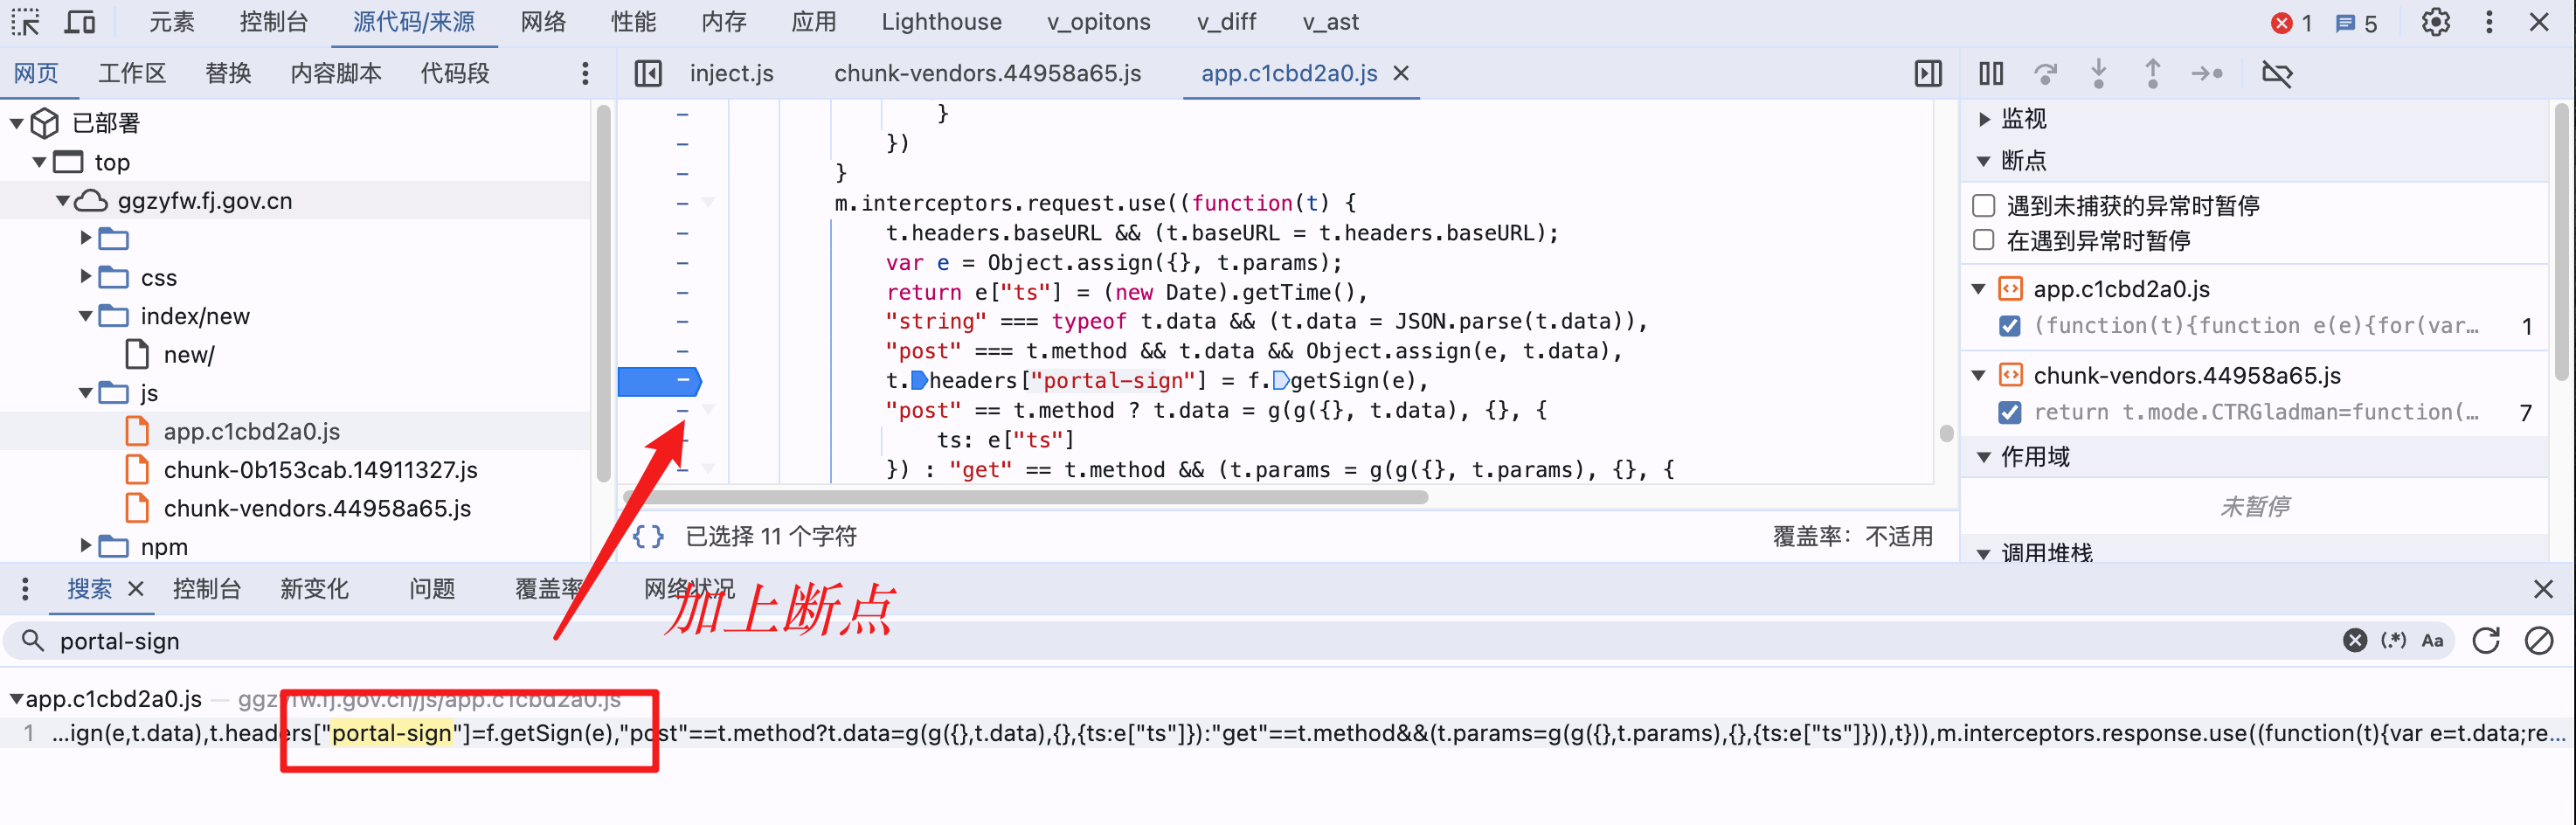 元素 控制台 源代码/来源 网络 性能 内存 应用 Lighthouse v_opitons v_diff v_ast 1 5
网页 工作区 替换 内容脚本 代码段 inject.js chunk-vendors.44958a65.js app.c1cbd2a0.js
已部署
top
ggzyfw.fj.gov.cn
css
index/new
new/
js
app.c1cbd2a0.js
chunk-0b153cab.14911327.js
chunk-vendors.44958a65.js
npm
}
})
}
m.interceptors.request.use((function(t) {
t.headers.baseURL && (t.baseURL = t.headers.baseURL);
var e = Object.assign({}, t.params);
return e["ts"] = (new Date).getTime(),
"string" === typeof t.data && (t.data = JSON.parse(t.data)),
"post" === t.method && t.data && Object.assign(e, t.data),
t.headers["portal-sign"] = f.getSign(e),
"post" == t.method ? t.data = g(g({}, t.data), {}, {
ts: e["ts"]
}) : "get" == t.method && (t.params = g(g({}, t.params), {}, {
{} 已选择 11 个字符 覆盖率：不适用
监视
断点
遇到未捕获的异常时暂停
在遇到异常时暂停
app.c1cbd2a0.js
(function(t){function e(e){for(var… 1
chunk-vendors.44958a65.js
return t.mode.CTRGladman=function(… 7
作用域
未暂停
调用堆栈
搜索 控制台 新变化 问题 覆盖率 网络状况
加上断点
portal-sign (.*) Aa
app.c1cbd2a0.js — ggzyfw.fj.gov.cn/js/app.c1cbd2a0.js
1 …ign(e,t.data),t.headers["portal-sign"]=f.getSign(e),"post"==t.method?t.data=g(g({},t.data),{},{ts:e["ts"]}):"get"==t.method&&(t.params=g(g({},t.params),{},{ts:e["ts"]})),t})),m.interceptors.response.use((function(t){var e=t.data;re…